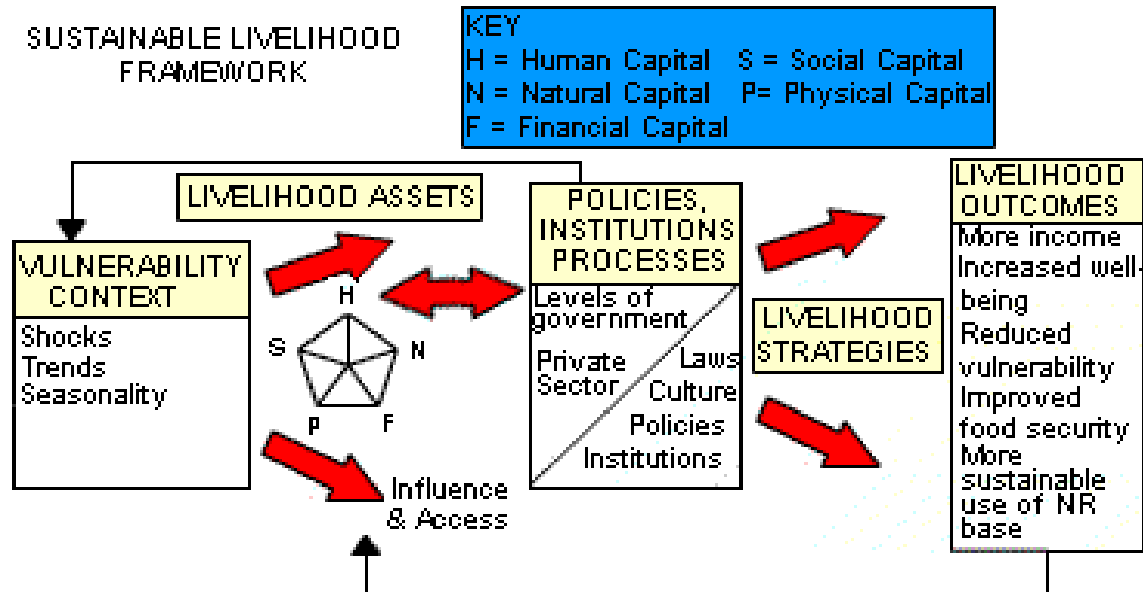 SUSTAINABLE LIVELIHOOD
FRAMEWORK
KEY
H = Human Capital S = Social Capital
N = Natural Capital P= Physical Capital
F = Financial Capital
LIVELIHOOD ASSETS
VULNERABILITY
CONTEXT
Shocks
Trends
Seasonality
H
S
N
P
F
Influence
& Access
POLICIES,
INSTITUTIONS
PROCESSES
Levels of
government
Private
Sector
Laws
Culture
Policies
Institutions
LIVELIHOOD
STRATEGIES
LIVELIHOOD
OUTCOMES
More income
Increased well-
being
Reduced
vulnerability
Improved
food security
More
sustainable
use of NR
base